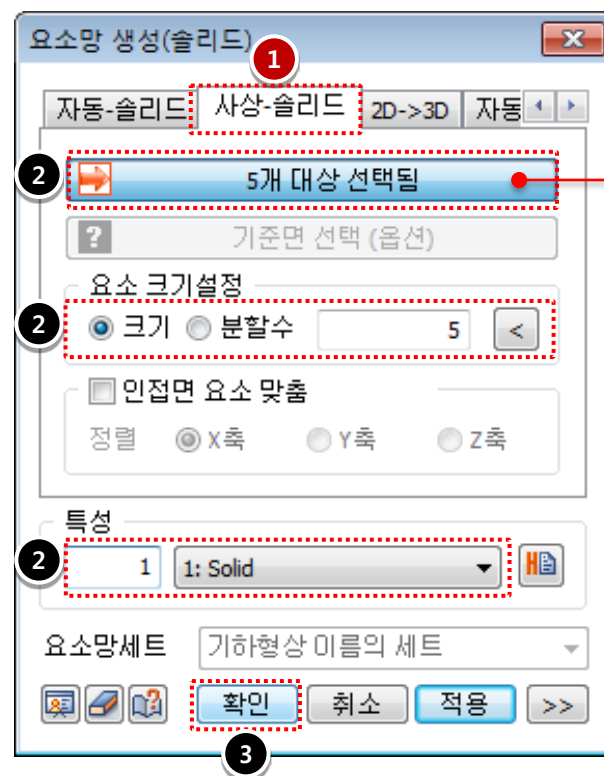 요소망 생성(솔리드)
1
자동-솔리드 사상-솔리드 2D->3D 자동
2 5개 대상 선택됨
? 기준면 선택 (옵션)
요소 크기설정
2 크기 분할수 5 <
인접면 요소 맞춤
정렬 X축 Y축 Z축
특성
2 1 1: Solid H
요소망세트 기하형상 이름의 세트
확인 취소 적용 >>
3